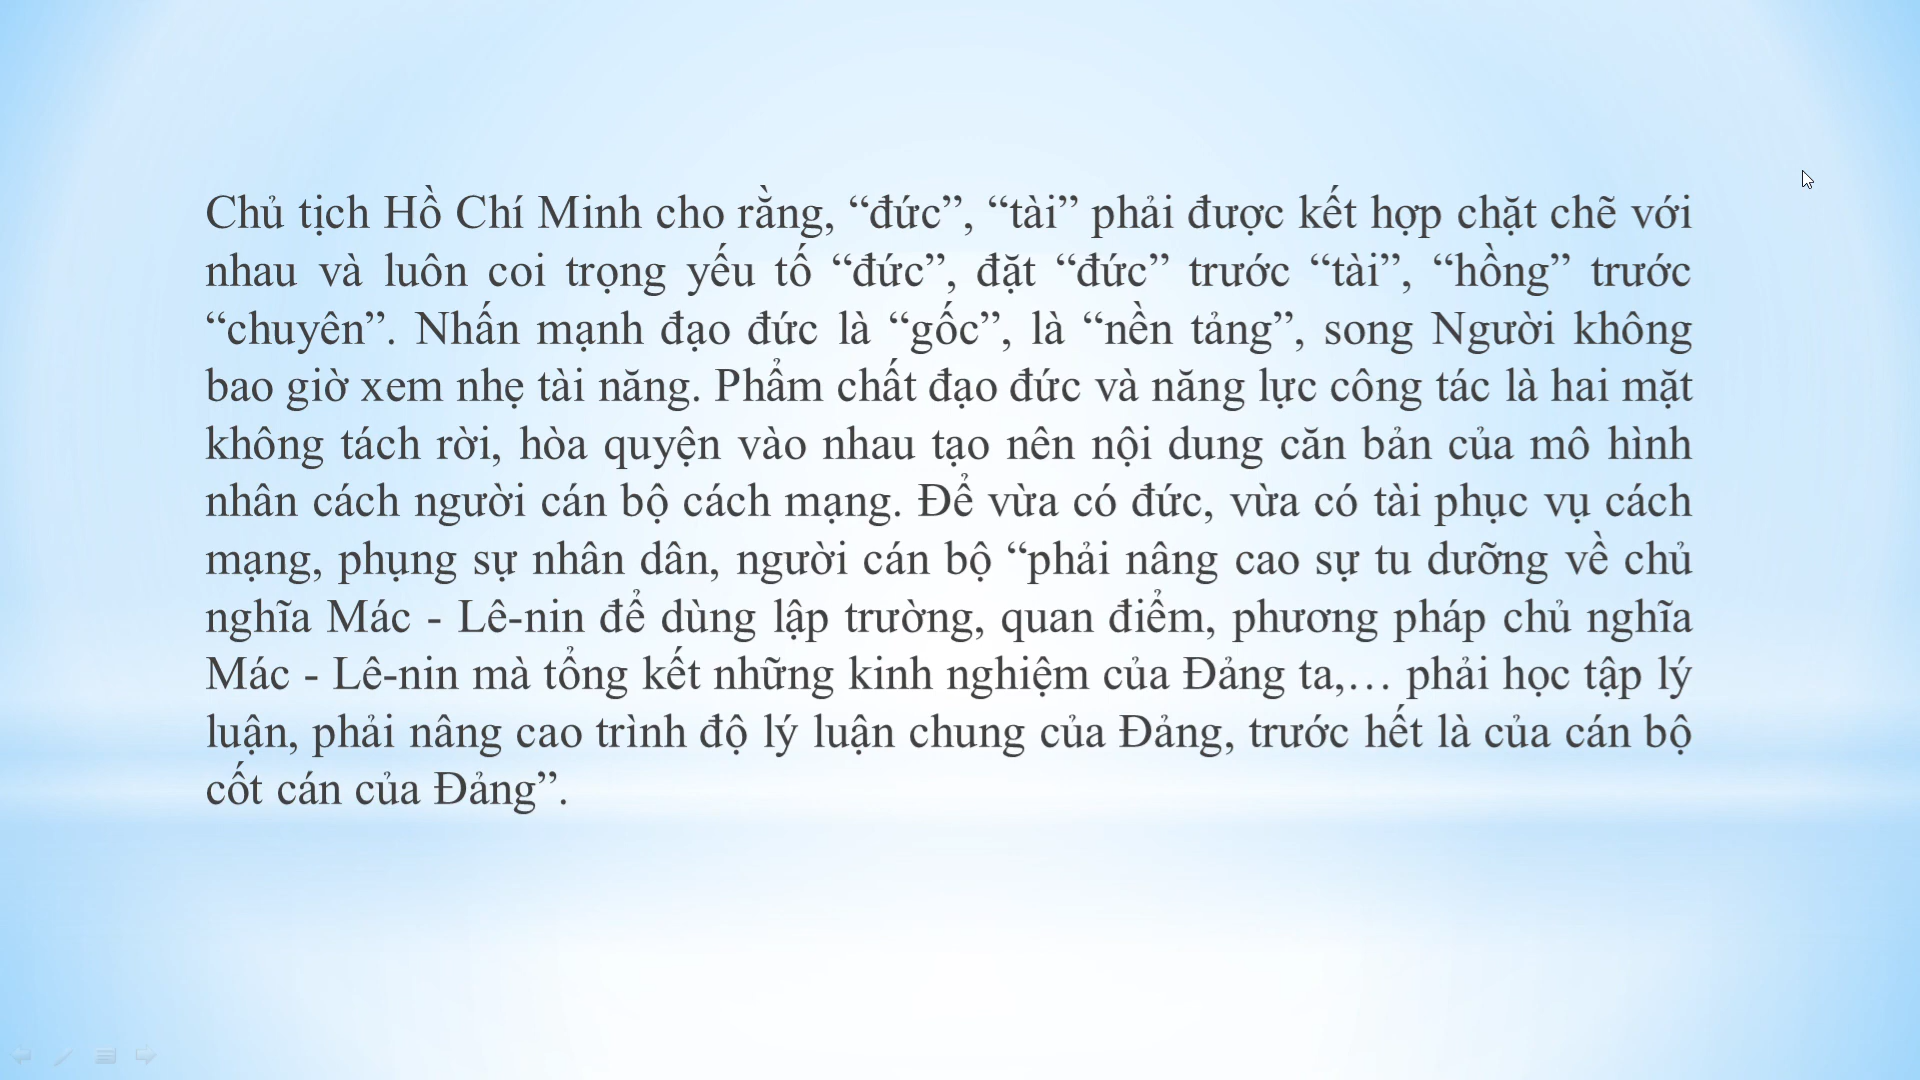 Chủ tịch Hồ Chí Minh cho rằng, “đức”, “tài” phải được kết hợp chặt chẽ với
nhau và luôn coi trọng yếu tố “đức”, đặt “đức” trước “tài”, “hồng” trước
“chuyên”. Nhấn mạnh đạo đức là “gốc”, là “nền tảng”, song Người không
bao giờ xem nhẹ tài năng. Phẩm chất đạo đức và năng lực công tác là hai mặt
không tách rời, hòa quyện vào nhau tạo nên nội dung căn bản của mô hình
nhân cách người cán bộ cách mạng. Để vừa có đức, vừa có tài phục vụ cách
mạng, phụng sự nhân dân, người cán bộ “phải nâng cao sự tu dưỡng về chủ
nghĩa Mác - Lê-nin để dùng lập trường, quan điểm, phương pháp chủ nghĩa
Mác - Lê-nin mà tổng kết những kinh nghiệm của Đảng ta,… phải học tập lý
luận, phải nâng cao trình độ lý luận chung của Đảng, trước hết là của cán bộ
cốt cán của Đảng”.